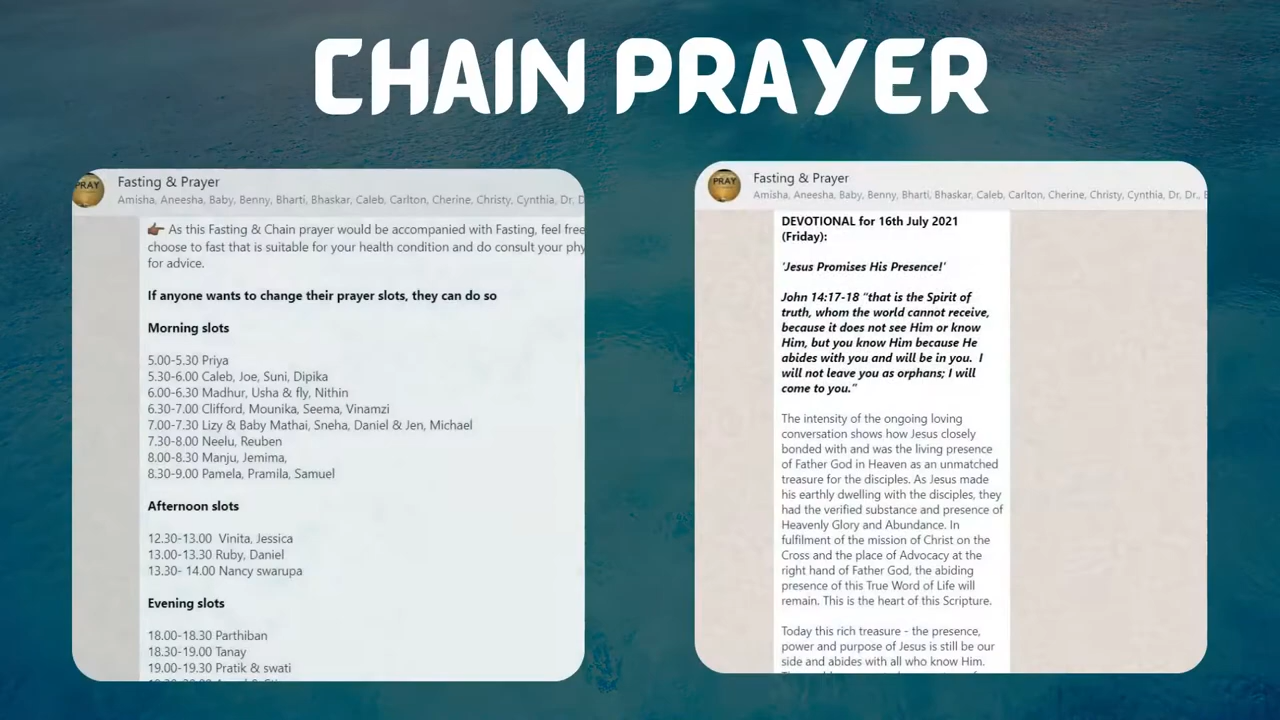 CHAIN PRAYER
PRAY
Fasting & Prayer
Amisha, Aneesha, Baby, Benny, Bharti, Bhaskar, Caleb, Carlton, Cherine, Christy, Cynthia, Dr, D
👉🏾 As this Fasting & Chain prayer would be accompanied with Fasting, feel free
choose to fast that is suitable for your health condition and do consult your phy
for advice.
If anyone wants to change their prayer slots, they can do so
Morning slots
5.00-5.30 Priya
5.30-6.00 Caleb, Joe, Suni, Dipika
6.00-6.30 Madhur, Usha & fly, Nithin
6.30-7.00 Clifford, Mounika, Seema, Vinamzi
7.00-7.30 Lizy & Baby Mathai, Sneha, Daniel & Jen, Michael
7.30-8.00 Neelu, Reuben
8.00-8.30 Manju, Jemima,
8.30-9.00 Pamela, Pramila, Samuel
Afternoon slots
12.30-13.00 Vinita, Jessica
13.00-13.30 Ruby, Daniel
13.30- 14.00 Nancy swarupa
Evening slots
18.00-18.30 Parthiban
18.30-19.00 Tanay
19.00-19.30 Pratik & swati
PRAY
Fasting & Prayer
Amisha, Aneesha, Baby, Benny, Bharti, Bhaskar, Caleb, Carlton, Cherine, Christy, Cynthia, Dr, Dr.,
DEVOTIONAL for 16th July 2021
(Friday):
'Jesus Promises His Presence!'
John 14:17-18 “that is the Spirit of
truth, whom the world cannot receive,
because it does not see Him or know
Him, but you know Him because He
abides with you and will be in you. I
will not leave you as orphans; I will
come to you.”
The intensity of the ongoing loving
conversation shows how Jesus closely
bonded with and was the living presence
of Father God in Heaven as an unmatched
treasure for the disciples. As Jesus made
his earthly dwelling with the disciples, they
had the verified substance and presence of
Heavenly Glory and Abundance. In
fulfilment of the mission of Christ on the
Cross and the place of Advocacy at the
right hand of Father God, the abiding
presence of this True Word of Life will
remain. This is the heart of this Scripture.
Today this rich treasure - the presence,
power and purpose of Jesus is still be our
side and abides with all who know Him.